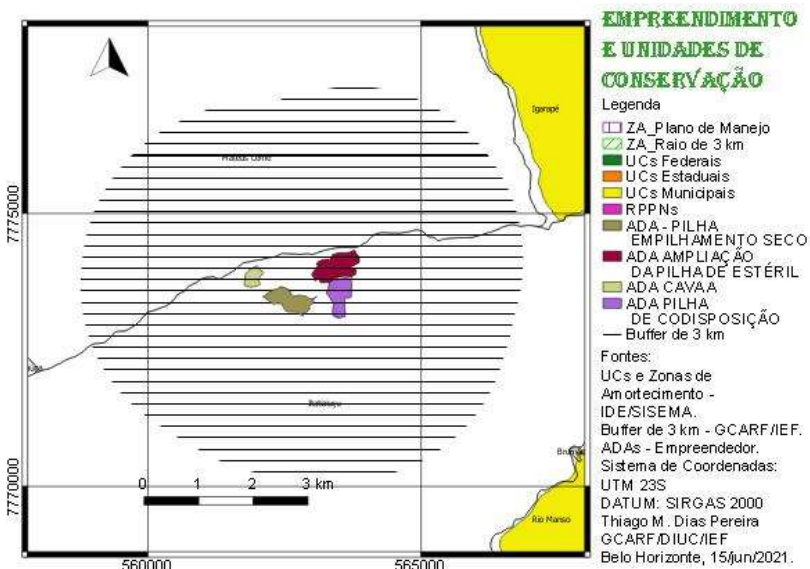 EMPREENDIMENTO
E UNIDADES DE
CONSERVAÇÃO
Legenda
ZA_Plano de Manejo
ZA_Raio de 3 km
UCs Federais
UCs Estaduais
UCs Municipais
RPPNs
ADA - PILHA
EMPILHAMENTO SECO
ADA AMPLIAÇÃO
DA PILHA DE ESTÉRIL
ADA CAVAA
ADA PILHA
DE CODISPOSIÇÃO
Buffer de 3 km
Fontes:
UCs e Zonas de
Amortecimento -
IDE/SISEMA.
Buffer de 3 km - GCARF/IEF.
ADAs - Empreendedor.
Sistema de Coordenadas:
UTM 23S
DATUM: SIRGAS 2000
Thiago M. Dias Pereira
GCARF/DIUC/IEF
Belo Horizonte, 15/jun/2021.
Igarapé
Mateus Leme
7775000
Rio Manso
0 1 2 3 km
7770000
560000 565000